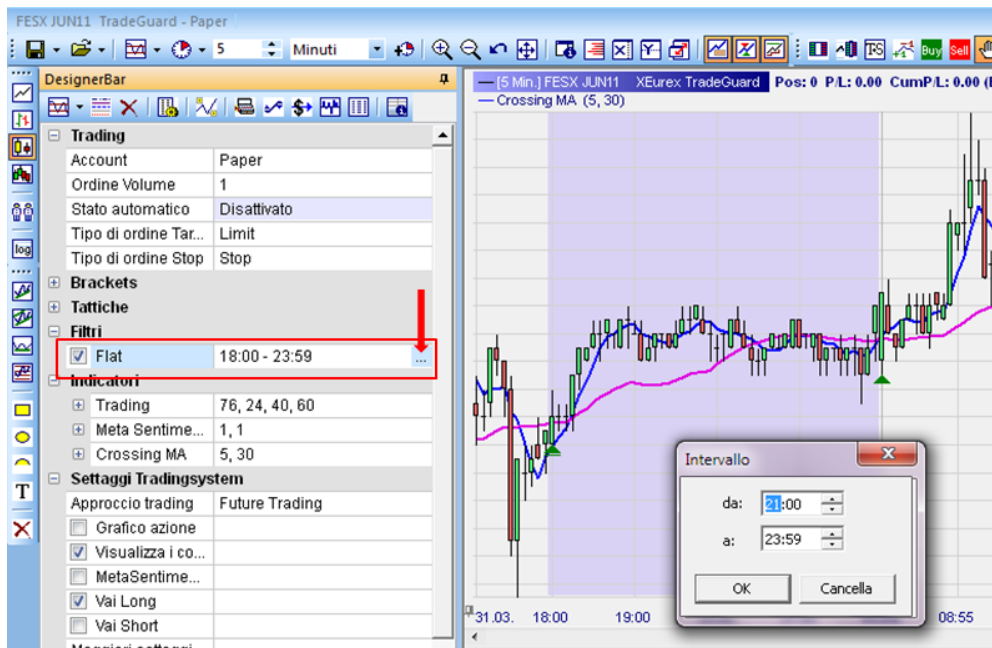 FESX JUN11 TradeGuard - Paper
5 Minuti
TFS Buy Sell
DesignerBar
[5 Min.] FESX JUN11 XEurex TradeGuard Pos: 0 P/L: 0.00 CumP/L: 0.00
Crossing MA (5, 30)
Trading
Account Paper
Ordine Volume 1
Stato automatico Disattivato
Tipo di ordine Tar... Limit
Tipo di ordine Stop Stop
Brackets
Tattiche
Filtri
Flat 18:00 - 23:59 ...
Indicatori
Trading 76, 24, 40, 60
Meta Sentime... 1, 1
Crossing MA 5, 30
Settaggi Tradingsystem
Approccio trading Future Trading
Grafico azione
Visualizza i co...
MetaSentime...
Vai Long
Vai Short
log
T
Intervallo
da: 21:00
a: 23:59
OK Cancella
31.03. 18:00 19:00 08:55